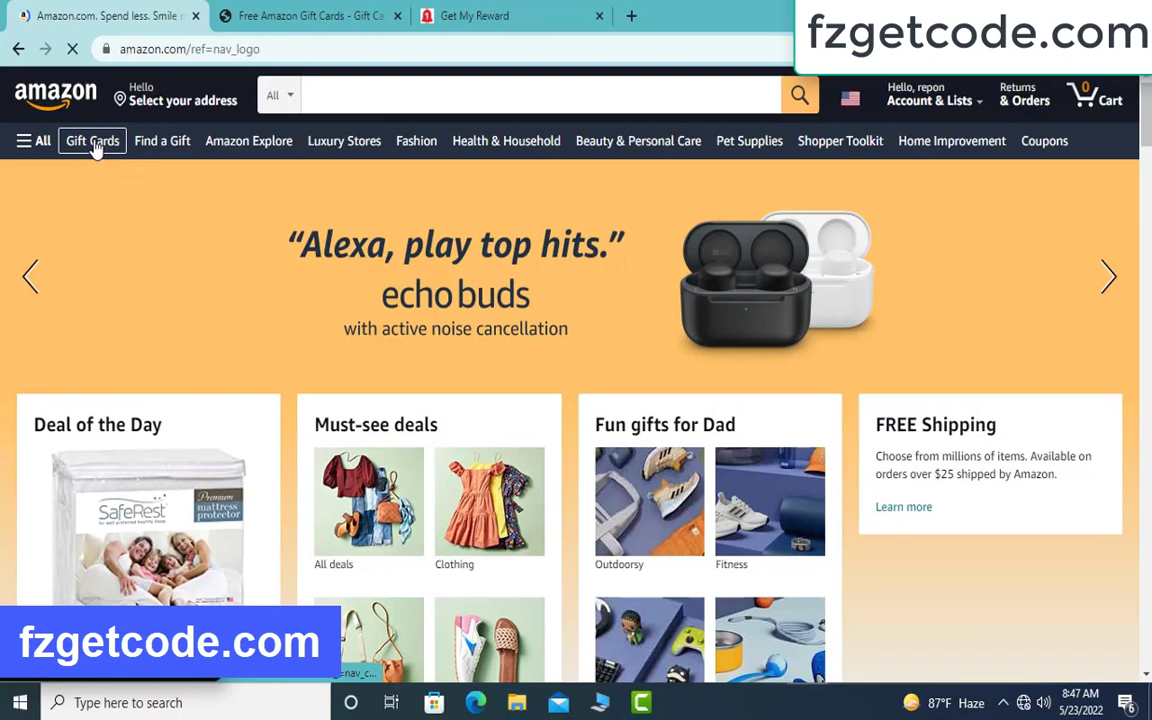 Amazon.com. Spend less. Smile
Free Amazon Gift Cards - Gift Ca
Get My Reward
fzgetcode.com
amazon.com/ref=nav_logo
amazon
Hello
Select your address
All
Hello, repon
Account & Lists
Returns
& Orders
0
Cart
All
Gift Cards
Find a Gift
Amazon Explore
Luxury Stores
Fashion
Health & Household
Beauty & Personal Care
Pet Supplies
Shopper Toolkit
Home Improvement
Coupons
“Alexa, play top hits.”
echo buds
with active noise cancellation
Deal of the Day
Must-see deals
Fun gifts for Dad
FREE Shipping
Choose from millions of items. Available on
orders over $25 shipped by Amazon.
Learn more
SafeRest
Premium
mattress
protector
All deals
Clothing
Outdoorsy
Fitness
fzgetcode.com
=nav_c...
Type here to search
87°F Haze
8:47 AM
5/23/2022
6